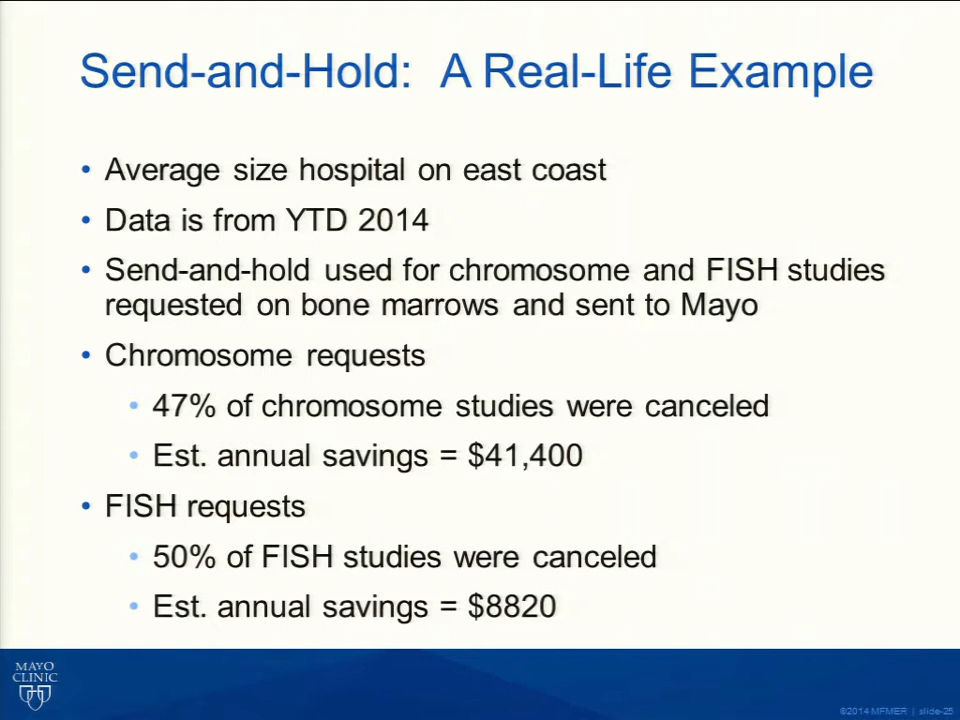 Send-and-Hold: A Real-Life Example
• Average size hospital on east coast
• Data is from YTD 2014
• Send-and-hold used for chromosome and FISH studies
requested on bone marrows and sent to Mayo
• Chromosome requests
• 47% of chromosome studies were canceled
• Est. annual savings = $41,400
• FISH requests
• 50% of FISH studies were canceled
• Est. annual savings = $8820
MAYO
CLINIC
©2014 MFMER | slide-25